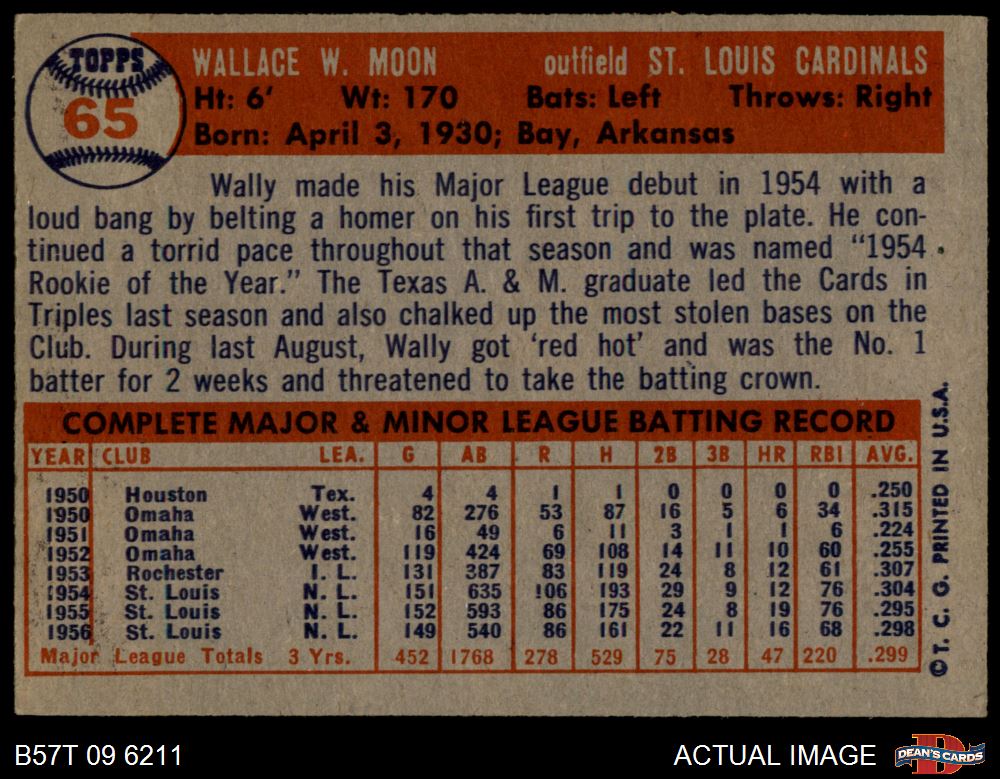 TOPPS
65
WALLACE W. MOON outfield ST. LOUIS CARDINALS
Ht: 6' Wt: 170 Bats: Left Throws: Right
Born: April 3, 1930; Bay, Arkansas
Wally made his Major League debut in 1954 with a
loud bang by belting a homer on his first trip to the plate. He con-
tinued a torrid pace throughout that season and was named "1954
Rookie of the Year." The Texas A. & M. graduate led the Cards in
Triples last season and also chalked up the most stolen bases on the
Club. During last August, Wally got 'red hot' and was the No. 1
batter for 2 weeks and threatened to take the batting crown.
COMPLETE MAJOR & MINOR LEAGUE BATTING RECORD
YEAR CLUB LEA. G AB R H 2B 3B HR RBI AVG.
1950 Houston Tex. 4 4 1 1 0 0 0 0 .250
1950 Omaha West. 82 276 53 87 16 5 6 34 .315
1951 Omaha West. 16 49 6 11 3 1 1 6 .224
1952 Omaha West. 119 424 69 108 14 11 10 60 .255
1953 Rochester I. L. 131 387 83 119 24 8 12 61 .307
1954 St. Louis N. L. 151 635 106 193 29 9 12 76 .304
1955 St. Louis N. L. 152 593 86 175 24 8 19 76 .295
1956 St. Louis N. L. 149 540 86 161 22 11 16 68 .298
Major League Totals 3 Yrs. 452 1768 278 529 75 28 47 220 .299
© T. C. G. PRINTED IN U.S.A.
B57T 09 6211
ACTUAL IMAGE
DEAN'S CARDS